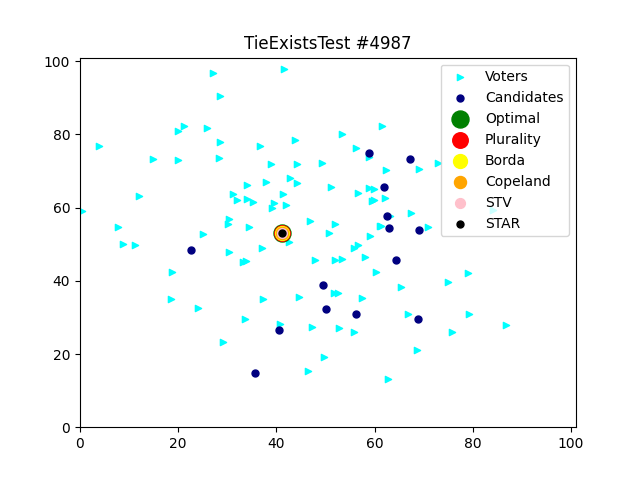 TieExistsTest #4987
100
80
60
40
20
0
0 20 40 60 80 100
Voters
Candidates
Optimal
Plurality
Borda
Copeland
STV
STAR